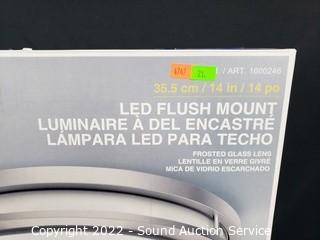 21.
/ ART. 1600246
35.5 cm / 14 in / 14 po
LED FLUSH MOUNT
LUMINAIRE À DEL ENCASTRÉ
LÁMPARA LED PARA TECHO
FROSTED GLASS LENS
LENTILLE EN VERRE GIVRÉ
MICA DE VIDRIO ESCARCHADO
Copyright 2022 - Sound Auction Service